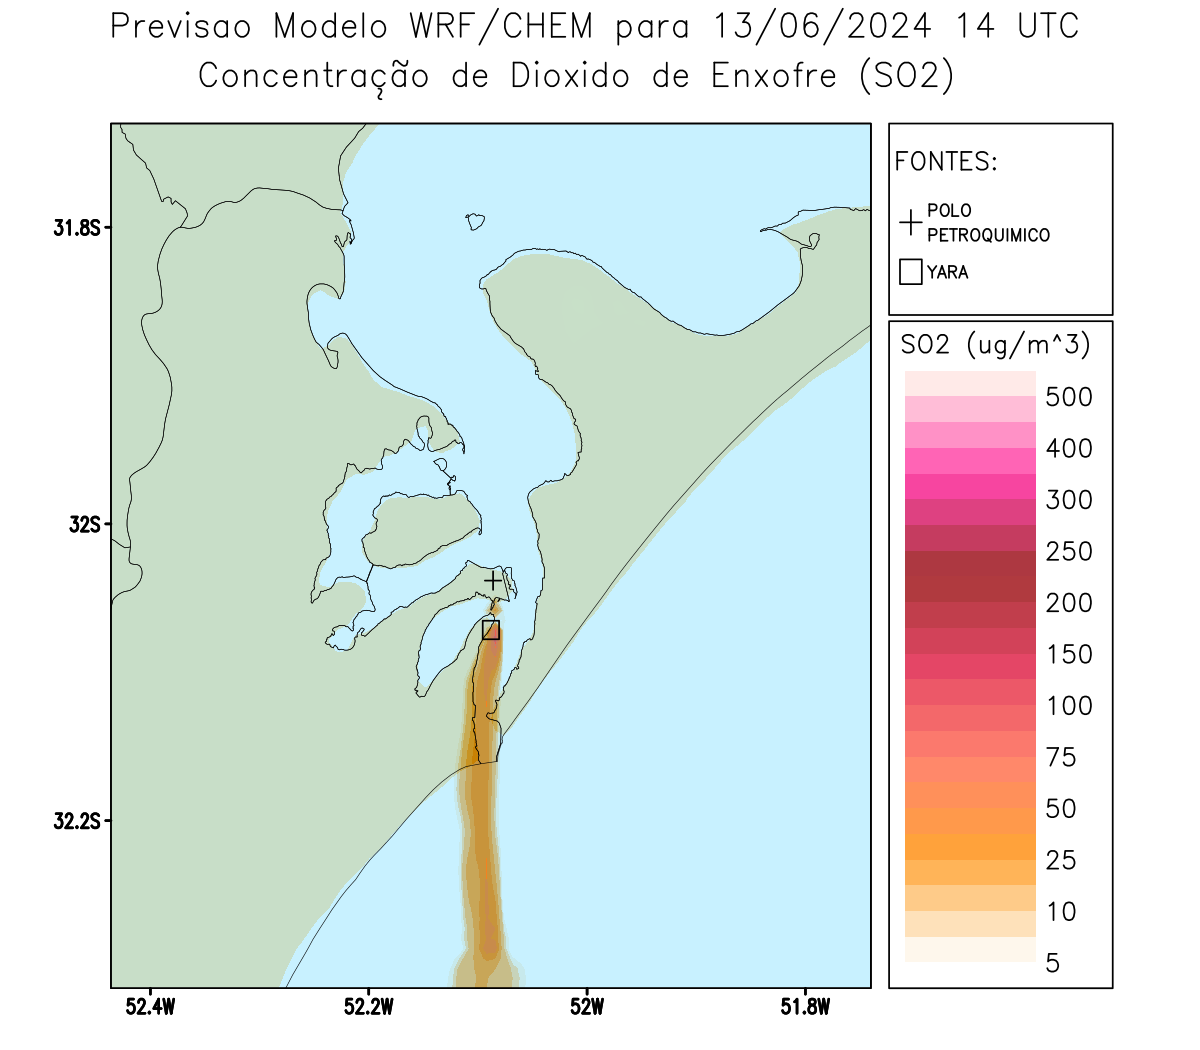 Previsao Modelo WRF/CHEM para 13/06/2024 14 UTC
Concentração de Dioxido de Enxofre (SO2)
FONTES:
POLO
PETROQUIMICO
YARA
31.8S
32S
32.2S
52.4W
52.2W
52W
51.8W
SO2 (ug/m^3)
500
400
300
250
200
150
100
75
50
25
10
5